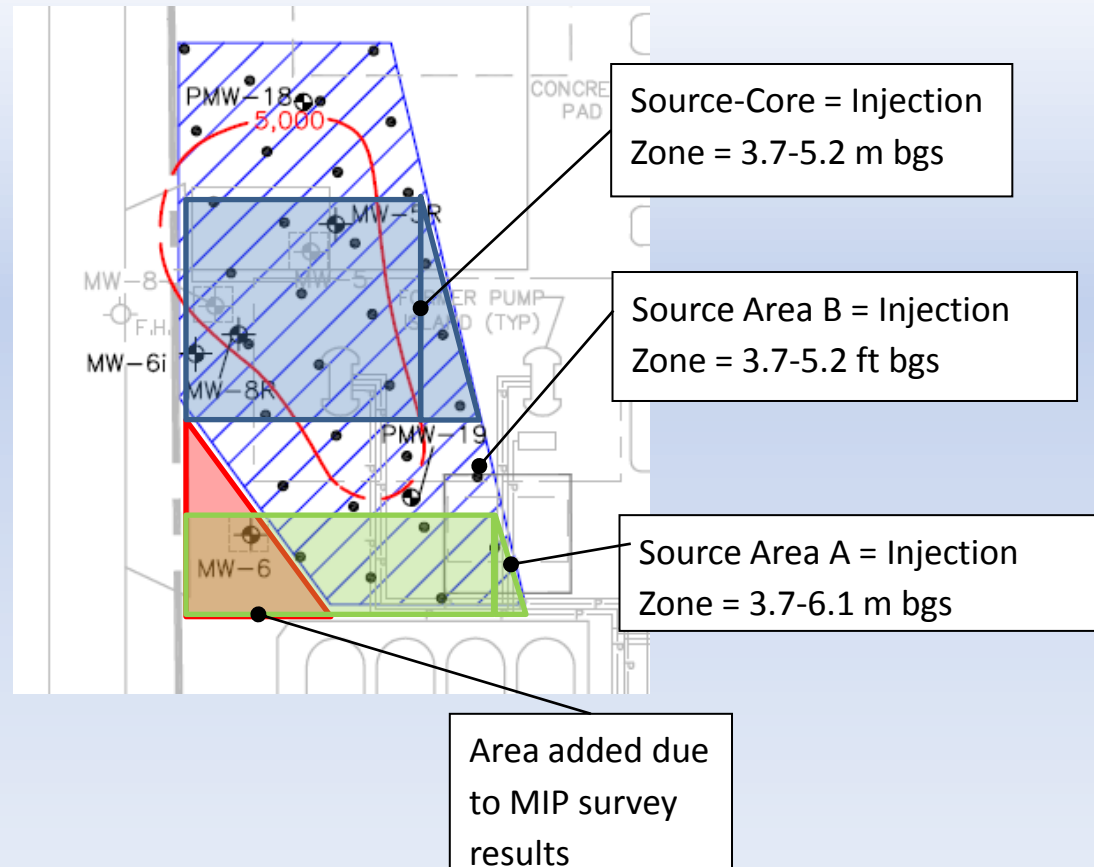 PMW-18
5,000
CONCRE
PAD
Source-Core = Injection
Zone = 3.7-5.2 m bgs
MW-5R
MW-5
MW-8
F.H.
FORMER PUMP
ISLAND (TYP)
MW-6i
MW-8R
Source Area B = Injection
Zone = 3.7-5.2 ft bgs
PMW-19
MW-6
Source Area A = Injection
Zone = 3.7-6.1 m bgs
Area added due
to MIP survey
results